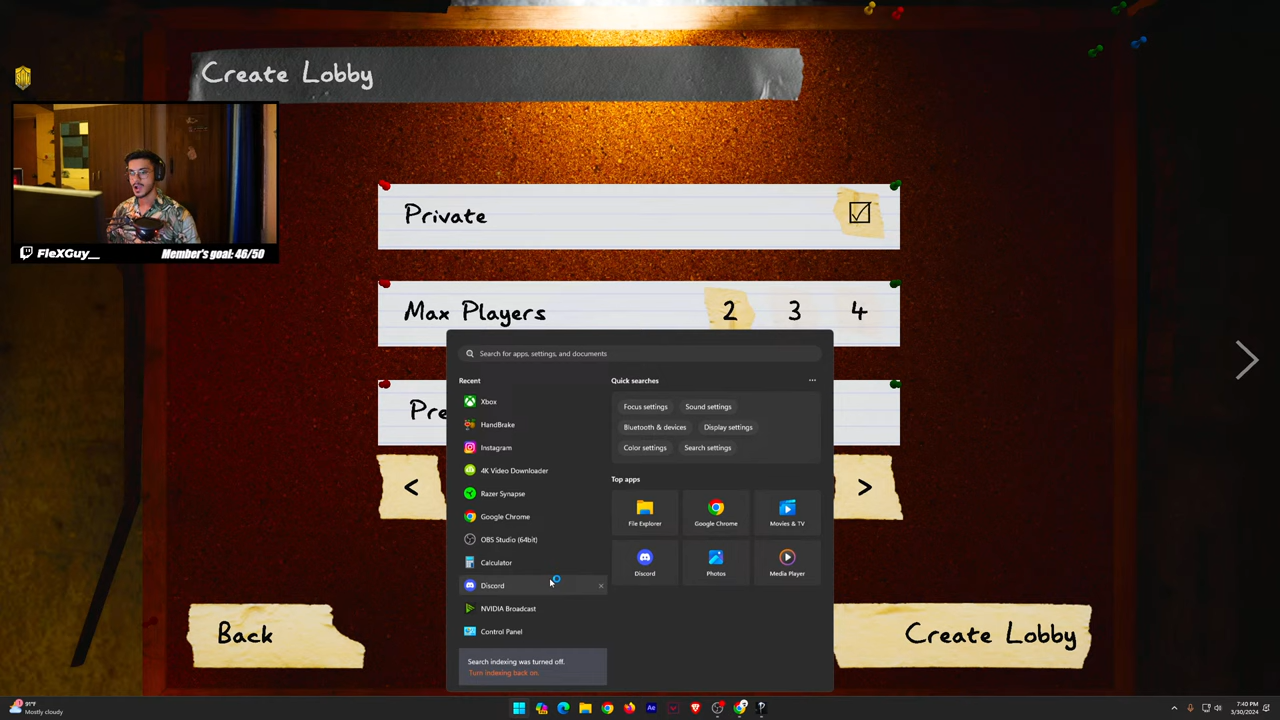 Create Lobby
FleXGuy__
Member's goal: 46/50
Private
Max Players
2
3
4
Pre
<
>
Back
Create Lobby
Search for apps, settings, and documents
Recent
Xbox
HandBrake
Instagram
4K Video Downloader
Razer Synapse
Google Chrome
OBS Studio (64bit)
Calculator
Discord
NVIDIA Broadcast
Control Panel
Search indexing was turned off.
Turn indexing back on.
Quick searches
Focus settings
Sound settings
Bluetooth & devices
Display settings
Color settings
Search settings
Top apps
File Explorer
Google Chrome
Movies & TV
Discord
Photos
Media Player
91°F
Mostly cloudy
7:40 PM
3/30/2024